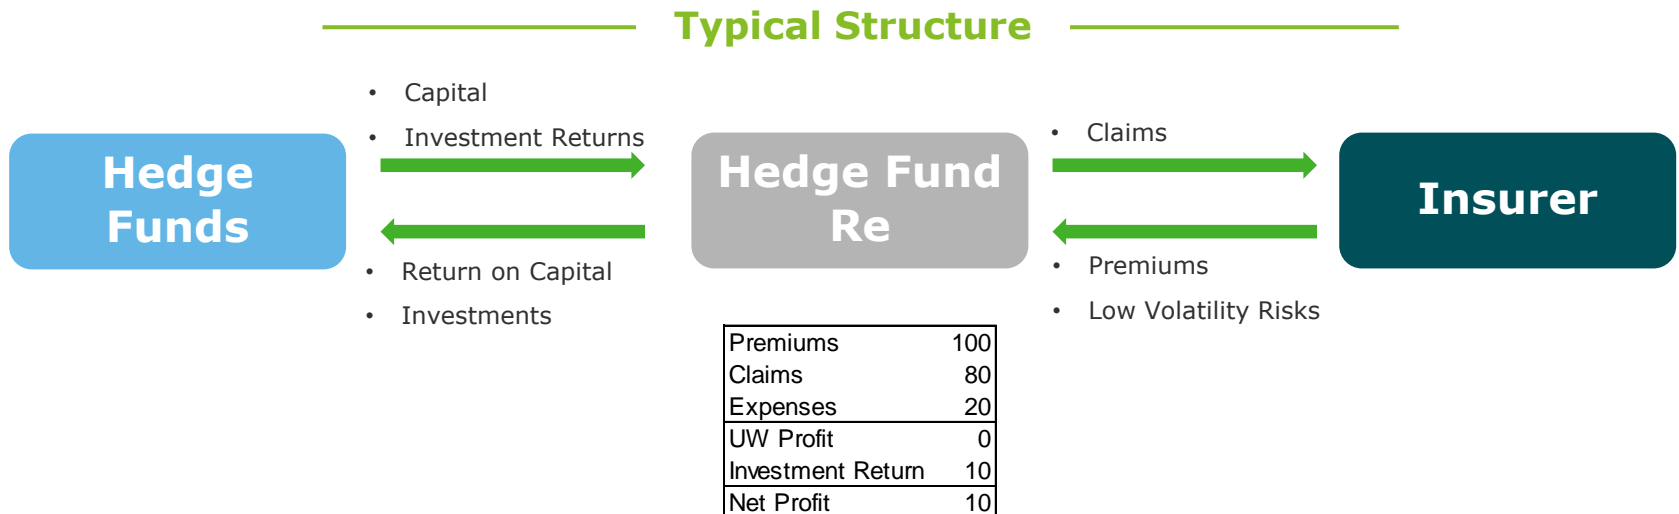 Typical Structure
• Capital
• Investment Returns
Hedge
Funds
• Return on Capital
• Investments
Hedge Fund
Re
• Claims
• Premiums
• Low Volatility Risks
Insurer
Premiums 100
Claims 80
Expenses 20
UW Profit 0
Investment Return 10
Net Profit 10